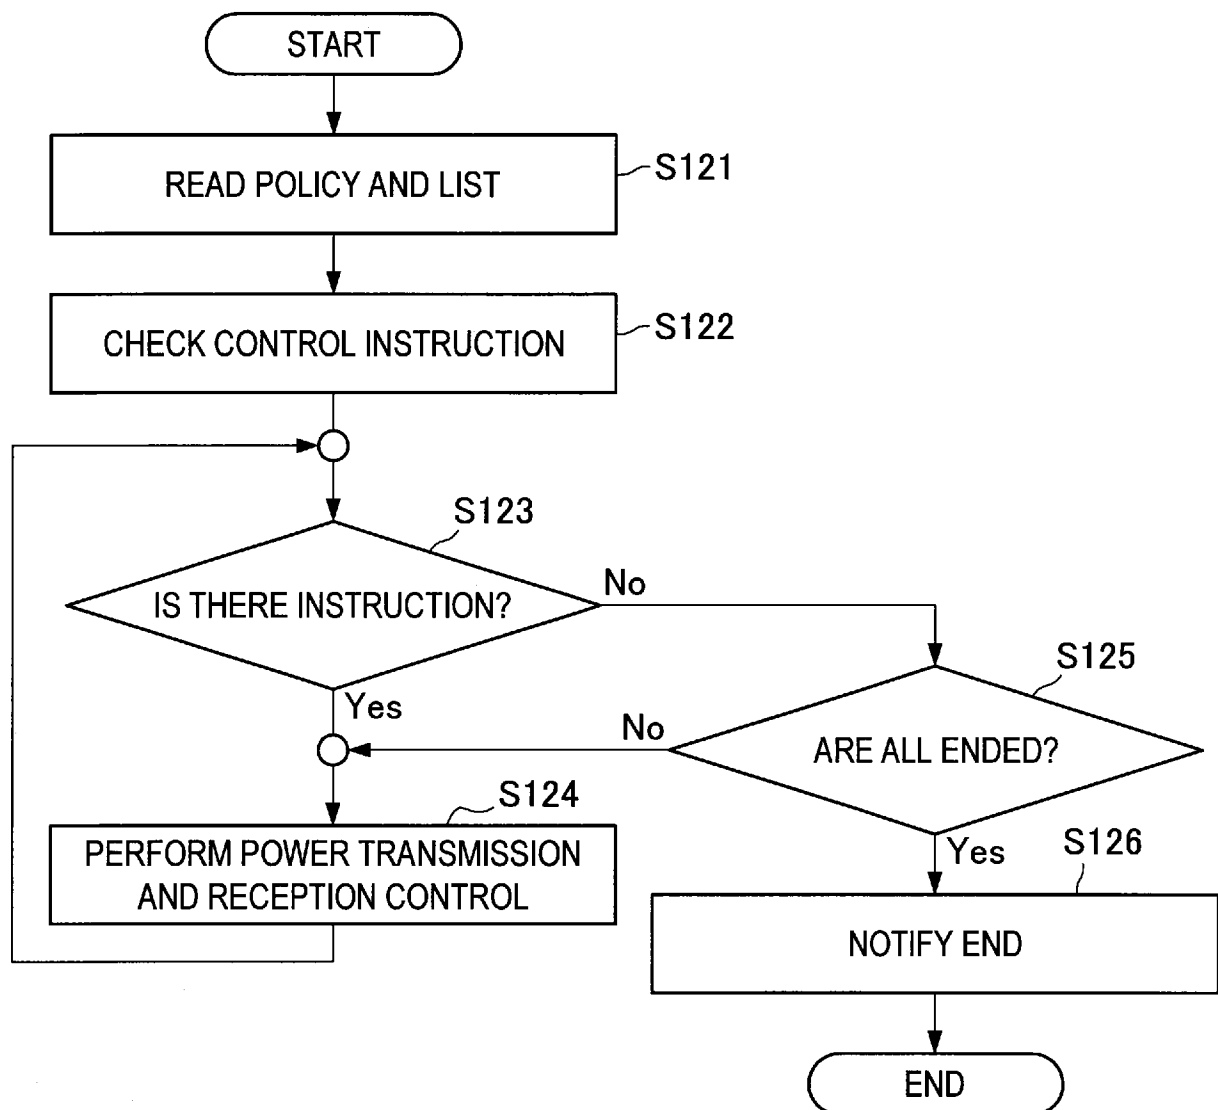 START
READ POLICY AND LIST
S121
CHECK CONTROL INSTRUCTION
S122
S123
IS THERE INSTRUCTION?
No
Yes
S125
ARE ALL ENDED?
No
Yes
S124
PERFORM POWER TRANSMISSION
AND RECEPTION CONTROL
S126
NOTIFY END
END